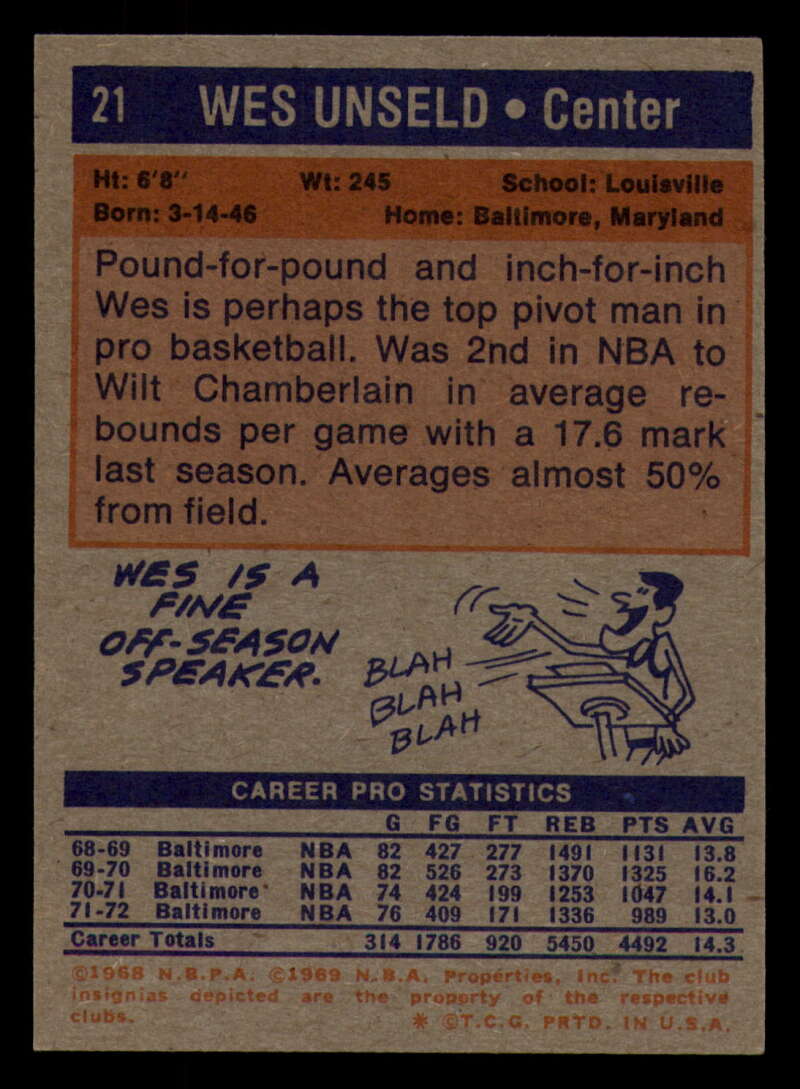 21 WES UNSELD • Center
Ht: 6'8" Wt: 245 School: Louisville
Born: 3-14-46 Home: Baltimore, Maryland
Pound-for-pound and inch-for-inch
Wes is perhaps the top pivot man in
pro basketball. Was 2nd in NBA to
Wilt Chamberlain in average re-
bounds per game with a 17.6 mark
last season. Averages almost 50%
from field.
WES IS A
FINE
OFF-SEASON
SPEAKER.
BLAH
BLAH
BLAH
CAREER PRO STATISTICS
G FG FT REB PTS AVG
68-69 Baltimore NBA 82 427 277 1491 1131 13.8
69-70 Baltimore NBA 82 526 273 1370 1325 16.2
70-71 Baltimore NBA 74 424 199 1253 1047 14.1
71-72 Baltimore NBA 76 409 171 1336 989 13.0
Career Totals 314 1786 920 5450 4492 14.3
©1968 N.B.P.A. ©1969 N.B.A. Properties, Inc. The club
insignias depicted are the property of the respective
clubs. * ©T.C.G. PRTD. IN U.S.A.